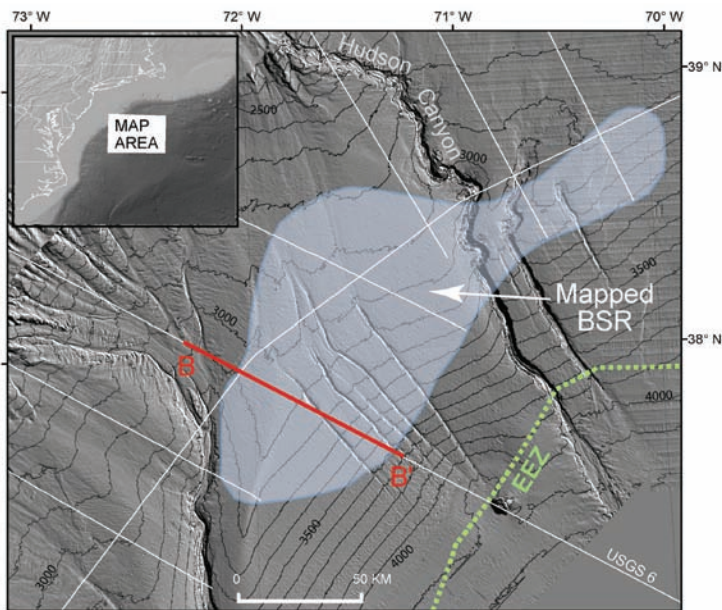 73° W
72° W
71° W
70° W
39° N
38° N
MAP
AREA
Hudson
Canyon
2500
3000
3500
Mapped
BSR
3000
B
B'
4000
EEZ
3500
4000
3000
USGS 6
0
50 KM